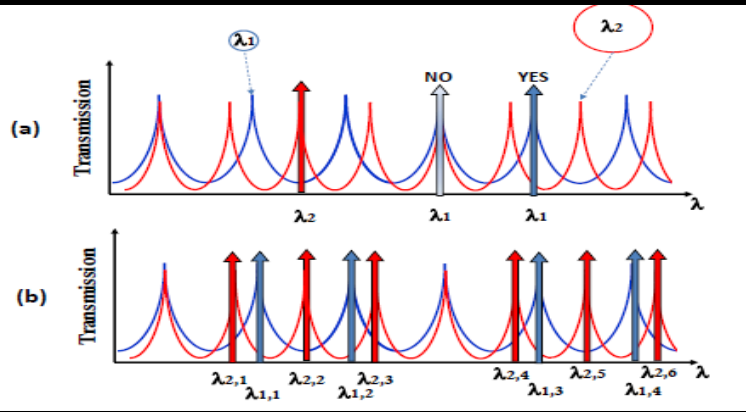 λ1
λ2
NO
YES
(a)
Transmission
λ
λ2
λ1
λ1
(b)
Transmission
λ
λ2,1
λ1,1
λ2,2
λ1,2
λ2,3
λ2,4
λ1,3
λ2,5
λ1,4
λ2,6